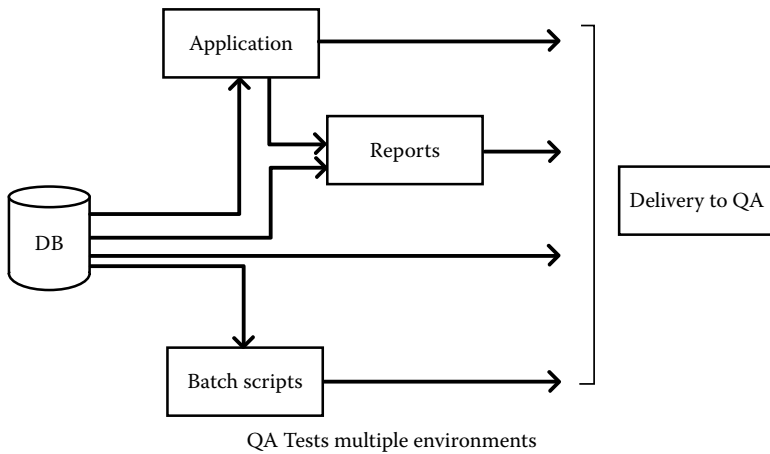 Application
Reports
Delivery to QA
DB
Batch scripts
QA Tests multiple environments